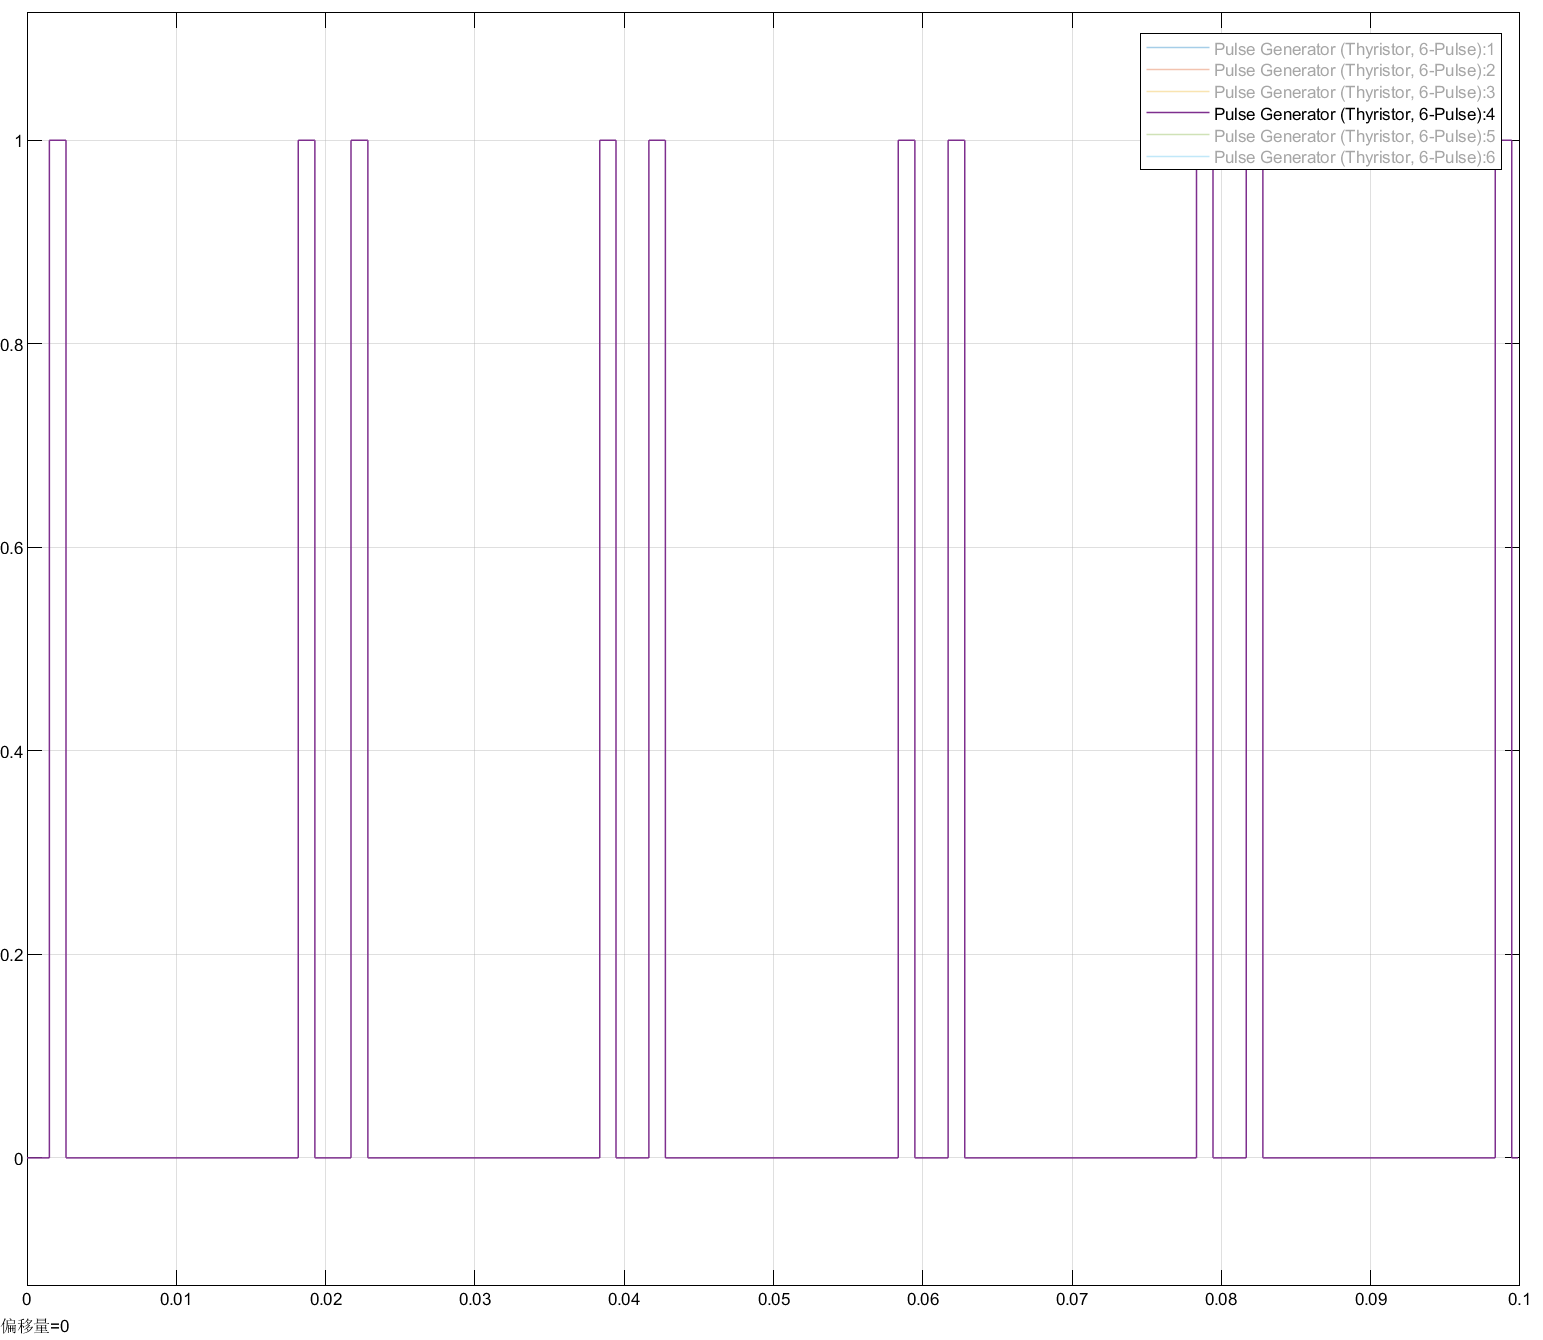 Pulse Generator (Thyristor, 6-Pulse):1
Pulse Generator (Thyristor, 6-Pulse):2
Pulse Generator (Thyristor, 6-Pulse):3
Pulse Generator (Thyristor, 6-Pulse):4
Pulse Generator (Thyristor, 6-Pulse):5
Pulse Generator (Thyristor, 6-Pulse):6
1
0.8
0.6
0.4
0.2
0
0 0.01 0.02 0.03 0.04 0.05 0.06 0.07 0.08 0.09 0.1
偏移量=0